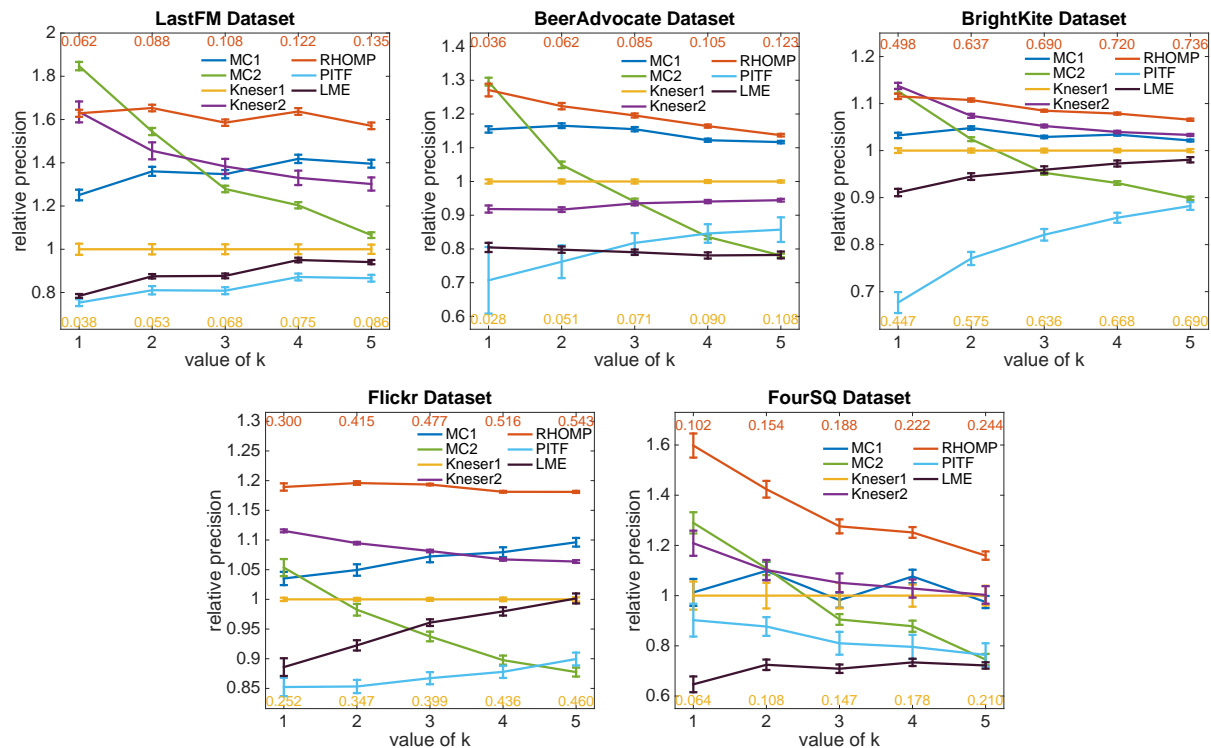 LastFM Dataset
2
1.8
1.6
1.4
1.2
1
0.8
relative precision
0.062 0.088 0.108 0.122 0.135
MC1 RHOMP
MC2 PITF
Kneser1 LME
Kneser2
0.038 0.053 0.068 0.075 0.086
1 2 3 4 5
value of k
BeerAdvocate Dataset
1.4
1.3
1.2
1.1
1
0.9
0.8
0.7
0.6
relative precision
0.036 0.062 0.085 0.105 0.123
MC1 RHOMP
MC2 PITF
Kneser1 LME
Kneser2
0.028 0.051 0.071 0.090 0.108
1 2 3 4 5
value of k
BrightKite Dataset
1.2
1.1
1
0.9
0.8
0.7
relative precision
0.498 0.637 0.690 0.720 0.736
MC1 RHOMP
MC2 PITF
Kneser1 LME
Kneser2
0.447 0.575 0.636 0.668 0.690
1 2 3 4 5
value of k
Flickr Dataset
1.3
1.25
1.2
1.15
1.1
1.05
1
0.95
0.9
0.85
relative precision
0.300 0.415 0.477 0.516 0.543
MC1 RHOMP
MC2 PITF
Kneser1 LME
Kneser2
0.252 0.347 0.399 0.436 0.460
1 2 3 4 5
value of k
FourSQ Dataset
1.6
1.4
1.2
1
0.8
0.6
relative precision
0.102 0.154 0.188 0.222 0.244
MC1 RHOMP
MC2 PITF
Kneser1 LME
Kneser2
0.064 0.108 0.147 0.178 0.210
1 2 3 4 5
value of k